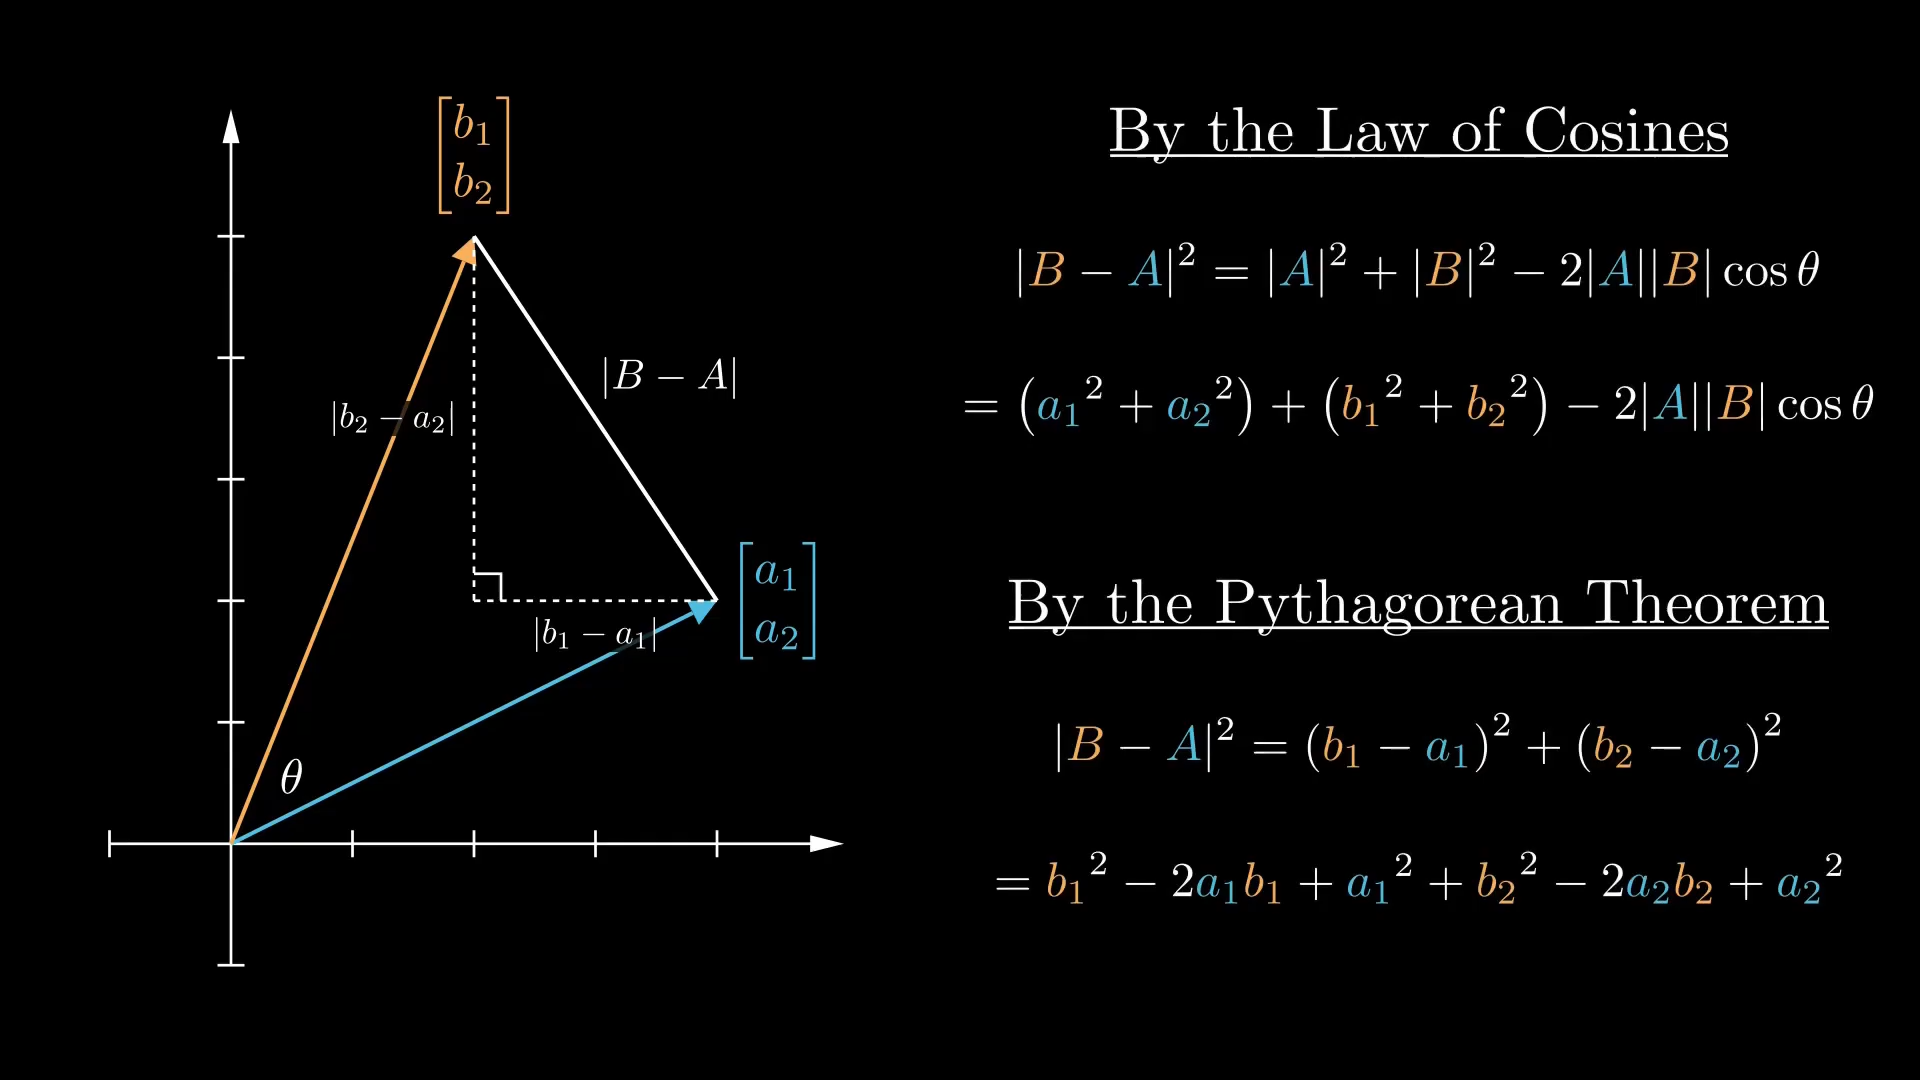 [b₁
b₂]
|B − A|
|b₂ − a₂|
[a₁
a₂]
|b₁ − a₁|
θ
By the Law of Cosines
|B − A|² = |A|² + |B|² − 2|A||B| cos θ
= (a₁² + a₂²) + (b₁² + b₂²) − 2|A||B| cos θ
By the Pythagorean Theorem
|B − A|² = (b₁ − a₁)² + (b₂ − a₂)²
= b₁² − 2a₁b₁ + a₁² + b₂² − 2a₂b₂ + a₂²